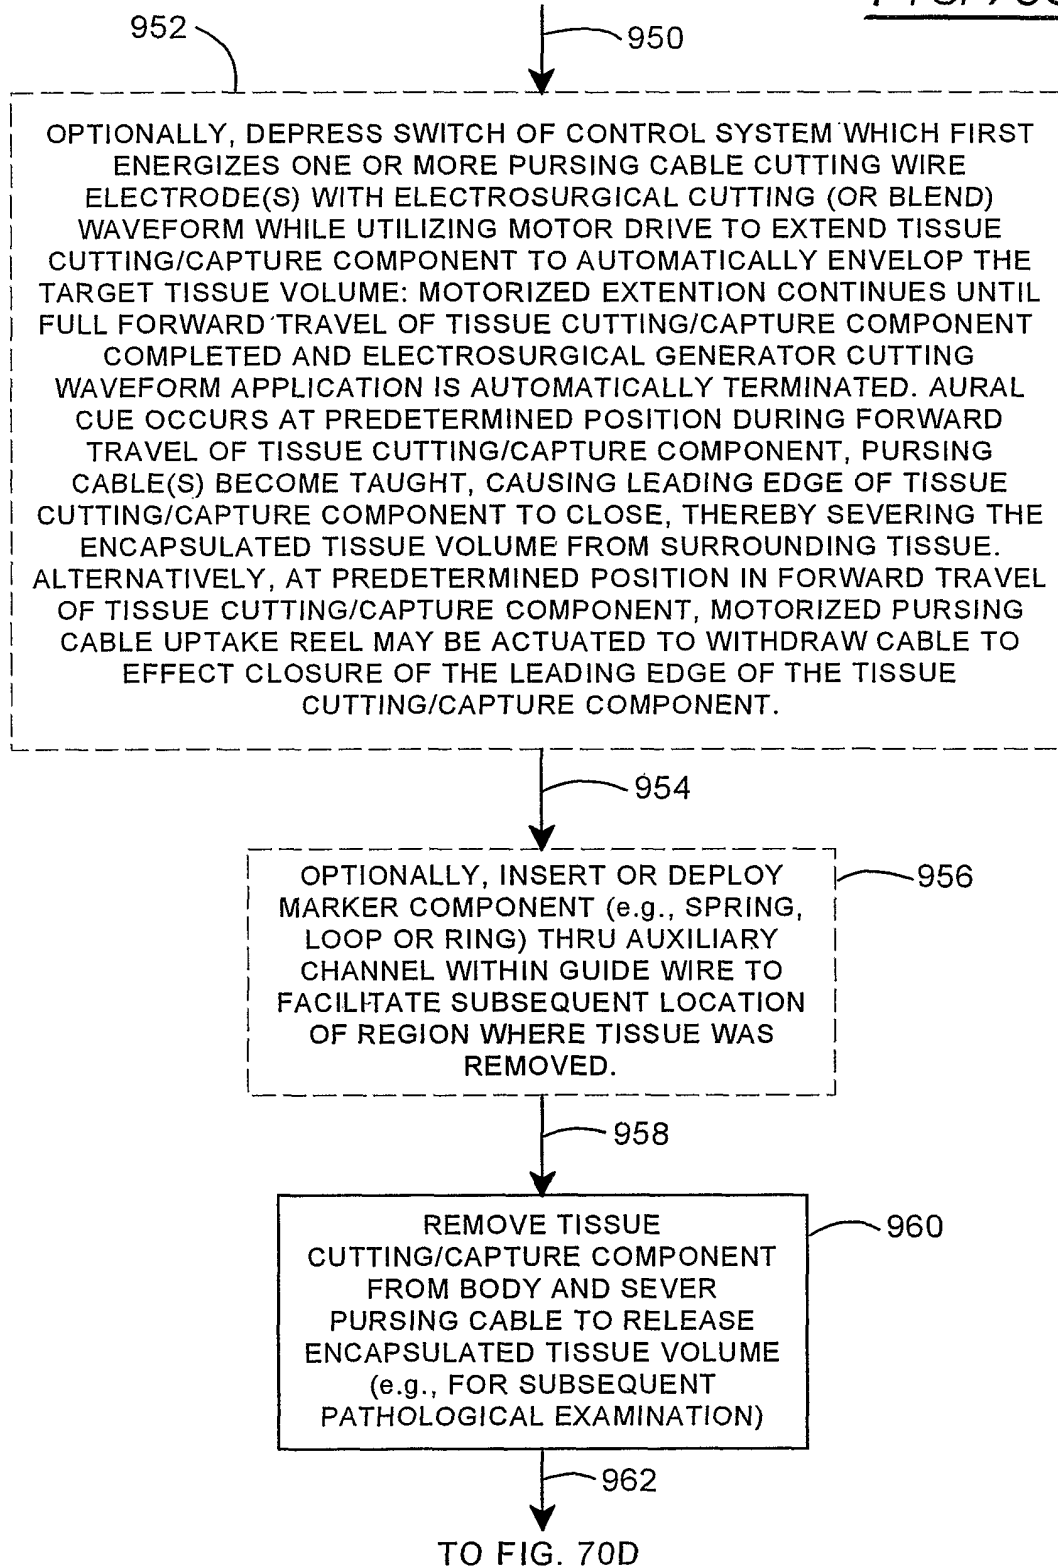 952
950
OPTIONALLY, DEPRESS SWITCH OF CONTROL SYSTEM WHICH FIRST
ENERGIZES ONE OR MORE PURSING CABLE CUTTING WIRE
ELECTRODE(S) WITH ELECTROSURGICAL CUTTING (OR BLEND)
WAVEFORM WHILE UTILIZING MOTOR DRIVE TO EXTEND TISSUE
CUTTING/CAPTURE COMPONENT TO AUTOMATICALLY ENVELOP THE
TARGET TISSUE VOLUME: MOTORIZED EXTENTION CONTINUES UNTIL
FULL FORWARD TRAVEL OF TISSUE CUTTING/CAPTURE COMPONENT
COMPLETED AND ELECTROSURGICAL GENERATOR CUTTING
WAVEFORM APPLICATION IS AUTOMATICALLY TERMINATED. AURAL
CUE OCCURS AT PREDETERMINED POSITION DURING FORWARD
TRAVEL OF TISSUE CUTTING/CAPTURE COMPONENT, PURSING
CABLE(S) BECOME TAUGHT, CAUSING LEADING EDGE OF TISSUE
CUTTING/CAPTURE COMPONENT TO CLOSE, THEREBY SEVERING THE
ENCAPSULATED TISSUE VOLUME FROM SURROUNDING TISSUE.
ALTERNATIVELY, AT PREDETERMINED POSITION IN FORWARD TRAVEL
OF TISSUE CUTTING/CAPTURE COMPONENT, MOTORIZED PURSING
CABLE UPTAKE REEL MAY BE ACTUATED TO WITHDRAW CABLE TO
EFFECT CLOSURE OF THE LEADING EDGE OF THE TISSUE
CUTTING/CAPTURE COMPONENT.
954
OPTIONALLY, INSERT OR DEPLOY
MARKER COMPONENT (e.g., SPRING,
LOOP OR RING) THRU AUXILIARY
CHANNEL WITHIN GUIDE WIRE TO
FACILITATE SUBSEQUENT LOCATION
OF REGION WHERE TISSUE WAS
REMOVED.
956
958
REMOVE TISSUE
CUTTING/CAPTURE COMPONENT
FROM BODY AND SEVER
PURSING CABLE TO RELEASE
ENCAPSULATED TISSUE VOLUME
(e.g., FOR SUBSEQUENT
PATHOLOGICAL EXAMINATION)
960
962
TO FIG. 70D